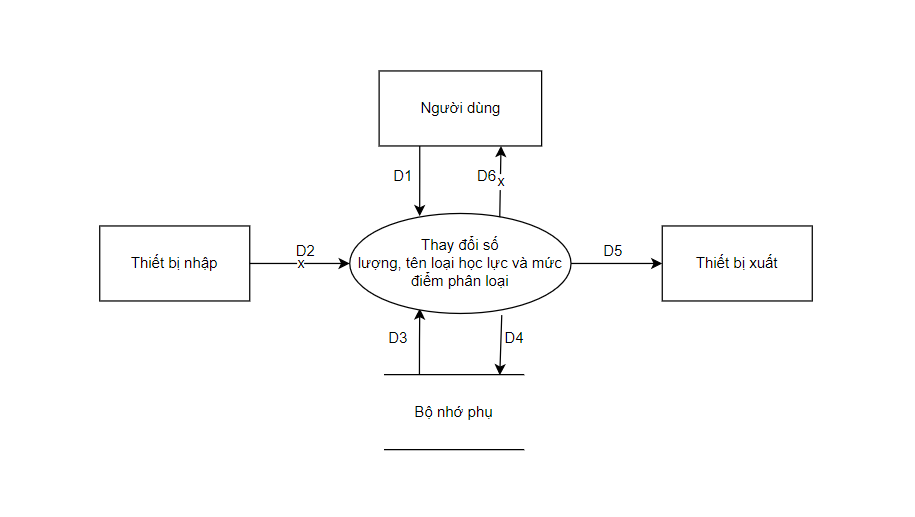 Người dùng
D1
D6
x
Thiết bị nhập
D2
x
Thay đổi số
lượng, tên loại học lực và mức
điểm phân loại
D5
Thiết bị xuất
D3
D4
Bộ nhớ phụ